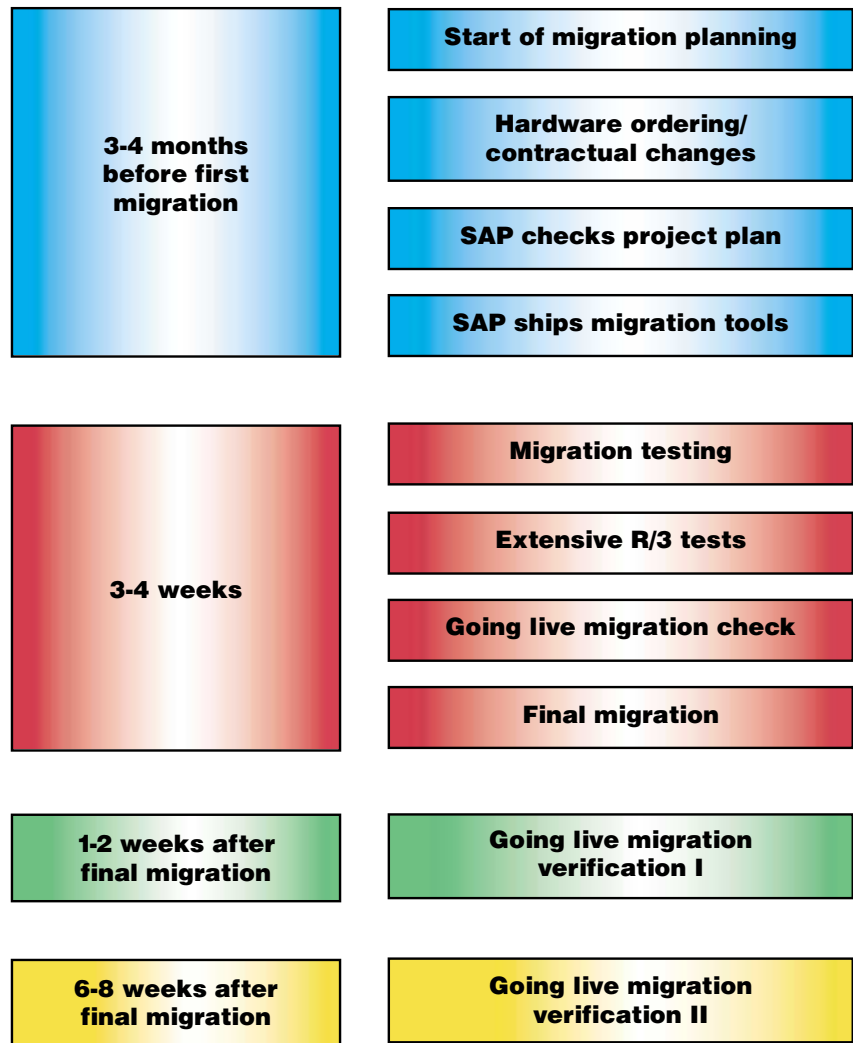 3-4 months
before first
migration
Start of migration planning
Hardware ordering/
contractual changes
SAP checks project plan
SAP ships migration tools
3-4 weeks
Migration testing
Extensive R/3 tests
Going live migration check
Final migration
1-2 weeks after
final migration
Going live migration
verification I
6-8 weeks after
final migration
Going live migration
verification II